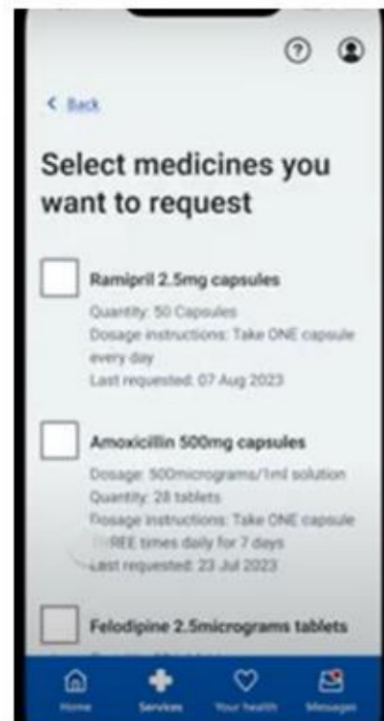 Back
Select medicines you
want to request
Ramipril 2.5mg capsules
Quantity: 50 Capsules
Dosage instructions: Take ONE capsule
every day
Last requested: 07 Aug 2023
Amoxicillin 500mg capsules
Dosage: 500micrograms/1ml solution
Quantity: 28 tablets
Dosage instructions: Take ONE capsule
THREE times daily for 7 days
Last requested: 23 Jul 2023
Felodipine 2.5micrograms tablets
Home
Services
Your health
Messages